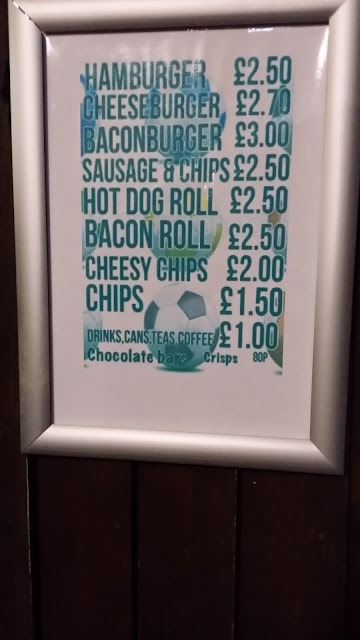 HAMBURGER £2.50
CHEESEBURGER £2.70
BACONBURGER £3.00
SAUSAGE & CHIPS £2.50
HOT DOG ROLL £2.50
BACON ROLL £2.50
CHEESY CHIPS £2.00
CHIPS £1.50
DRINKS,CANS,TEAS,COFFEE £1.00
Chocolate bars Crisps 80P